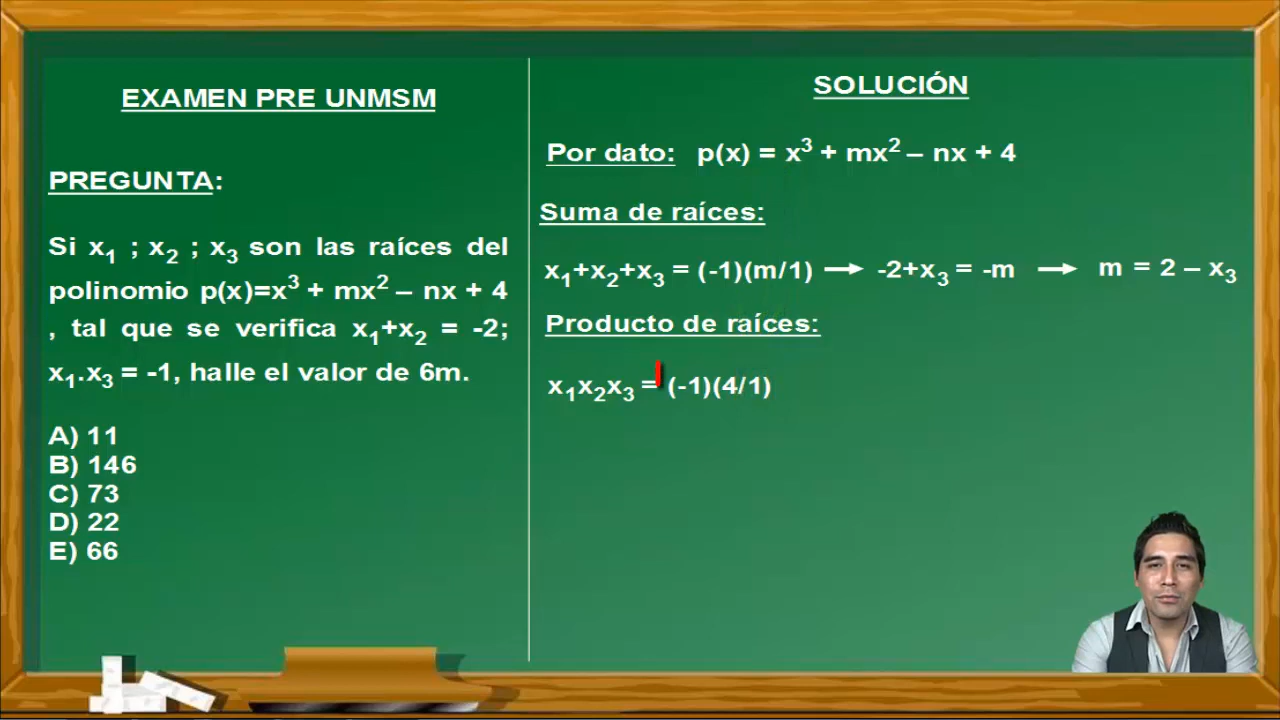 EXAMEN PRE UNMSM
PREGUNTA:
Si x₁ ; x₂ ; x₃ son las raíces del
polinomio p(x)=x³ + mx² – nx + 4
, tal que se verifica x₁+x₂ = -2;
x₁.x₃ = -1, halle el valor de 6m.
A) 11
B) 146
C) 73
D) 22
E) 66
SOLUCIÓN
Por dato: p(x) = x³ + mx² – nx + 4
Suma de raíces:
x₁+x₂+x₃ = (-1)(m/1) → -2+x₃ = -m → m = 2 – x₃
Producto de raíces:
x₁x₂x₃ = (-1)(4/1)